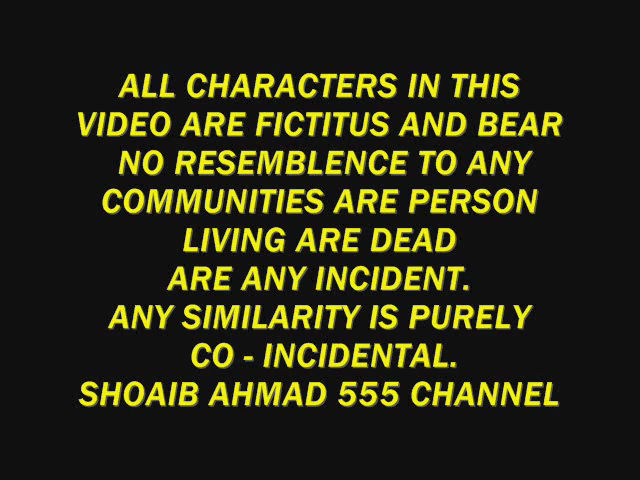 ALL CHARACTERS IN THIS
VIDEO ARE FICTITUS AND BEAR
NO RESEMBLENCE TO ANY
COMMUNITIES ARE PERSON
LIVING ARE DEAD
ARE ANY INCIDENT.
ANY SIMILARITY IS PURELY
CO - INCIDENTAL.
SHOAIB AHMAD 555 CHANNEL